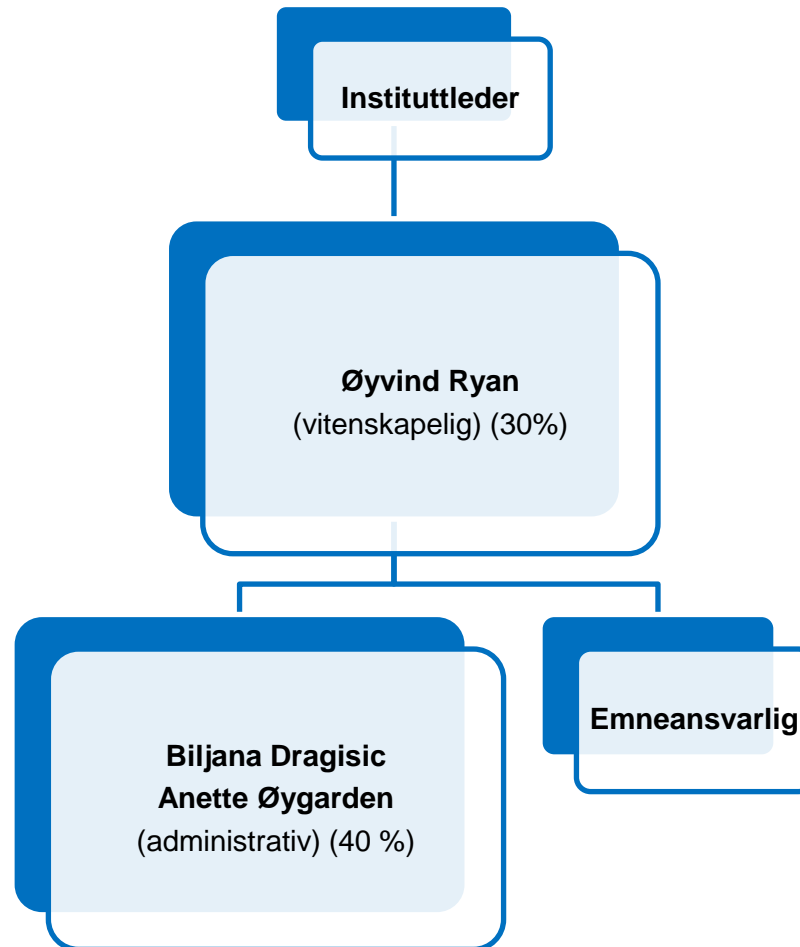 Instituttleder
Øyvind Ryan
(vitenskapelig) (30%)
Biljana Dragisic
Anette Øygarden
(administrativ) (40 %)
Emneansvarlig